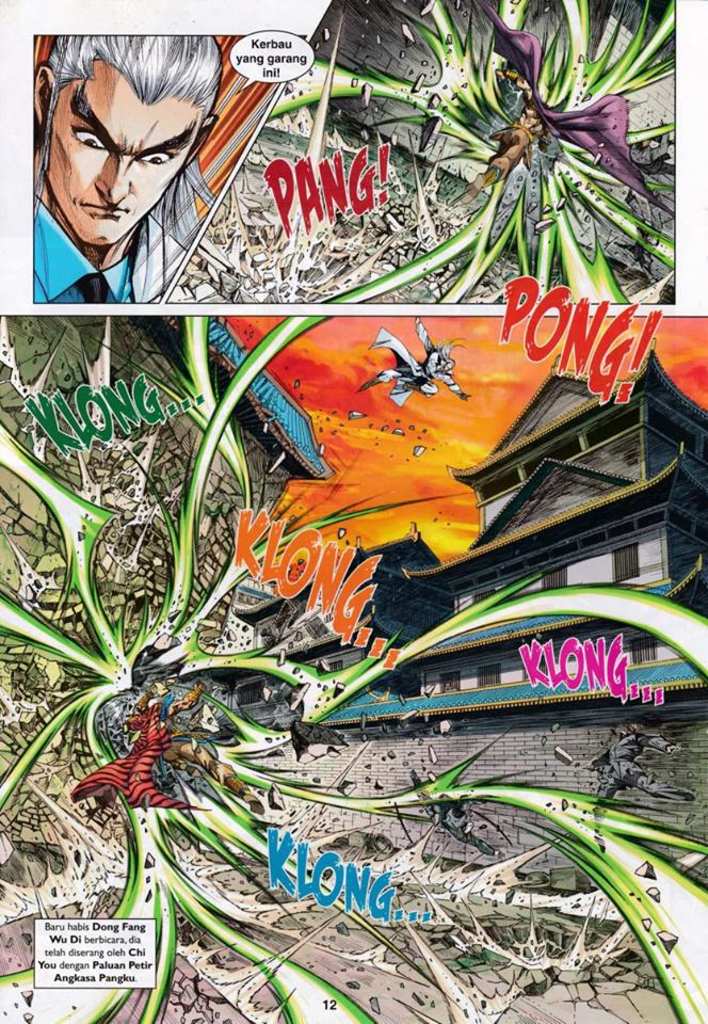 Kerbau
yang garang
ini!
PANG!
PONG!!
KLONG...
KLONG...
KLONG...
KLONG...
Baru habis Dong Fang
Wu Di berbicara, dia
telah diserang oleh Chi
You dengan Paluan Petir
Angkasa Pangku.
12